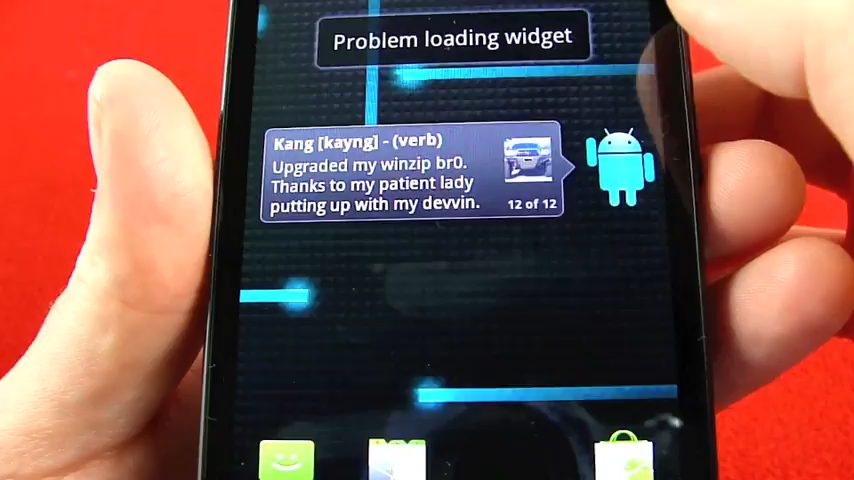 Problem loading widget
Kang [kayng] - (verb)
Upgraded my winzip br0.
Thanks to my patient lady
putting up with my devvin.
12 of 12